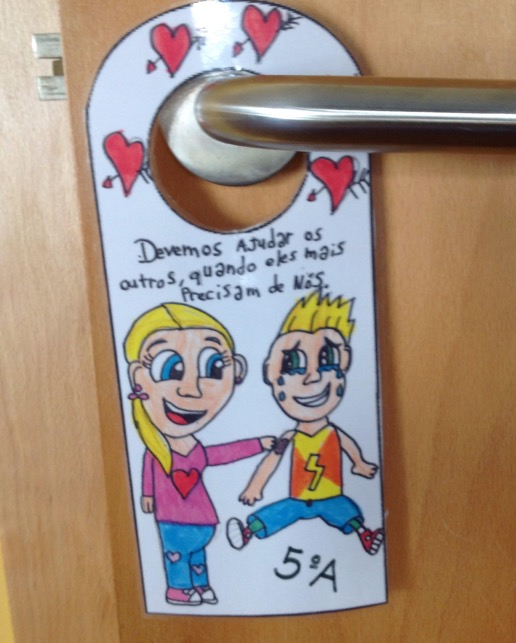 Devemos Ajudar os
outros, quando eles mais
Precisam de Nós.
5ºA